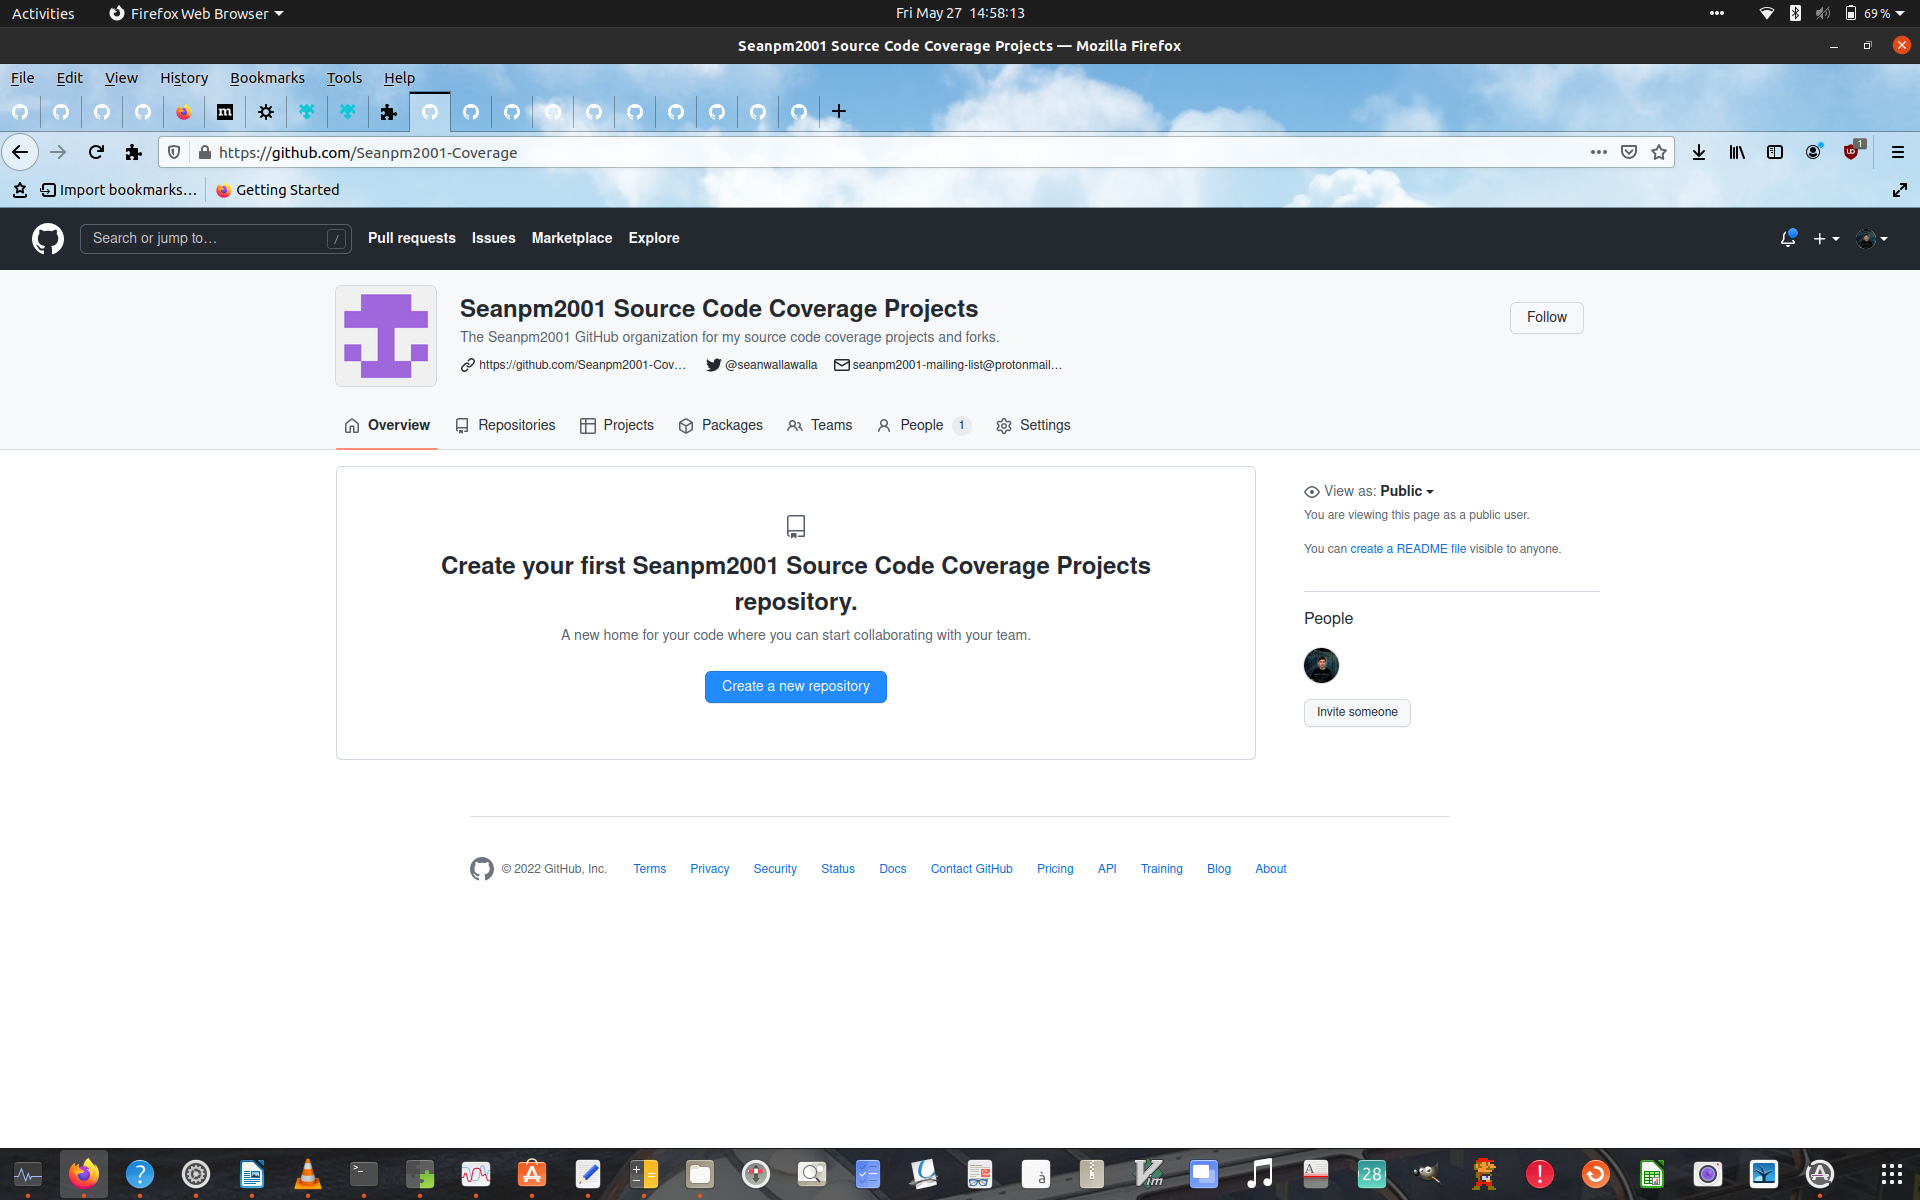 Activities
Firefox Web Browser
Fri May 27 14:58:13
69 %
Seanpm2001 Source Code Coverage Projects — Mozilla Firefox
File Edit View History Bookmarks Tools Help
m
https://github.com/Seanpm2001-Coverage
1
Import bookmarks…
Getting Started
Search or jump to…
/
Pull requests
Issues
Marketplace
Explore
Seanpm2001 Source Code Coverage Projects
The Seanpm2001 GitHub organization for my source code coverage projects and forks.
https://github.com/Seanpm2001-Cov…
@seanwallawalla
seanpm2001-mailing-list@protonmail…
Follow
Overview
Repositories
Projects
Packages
Teams
People 1
Settings
Create your first Seanpm2001 Source Code Coverage Projects
repository.
A new home for your code where you can start collaborating with your team.
Create a new repository
View as: Public
You are viewing this page as a public user.
You can create a README file visible to anyone.
People
Invite someone
© 2022 GitHub, Inc.
Terms
Privacy
Security
Status
Docs
Contact GitHub
Pricing
API
Training
Blog
About
?
>_
à
Vim
A
28
!